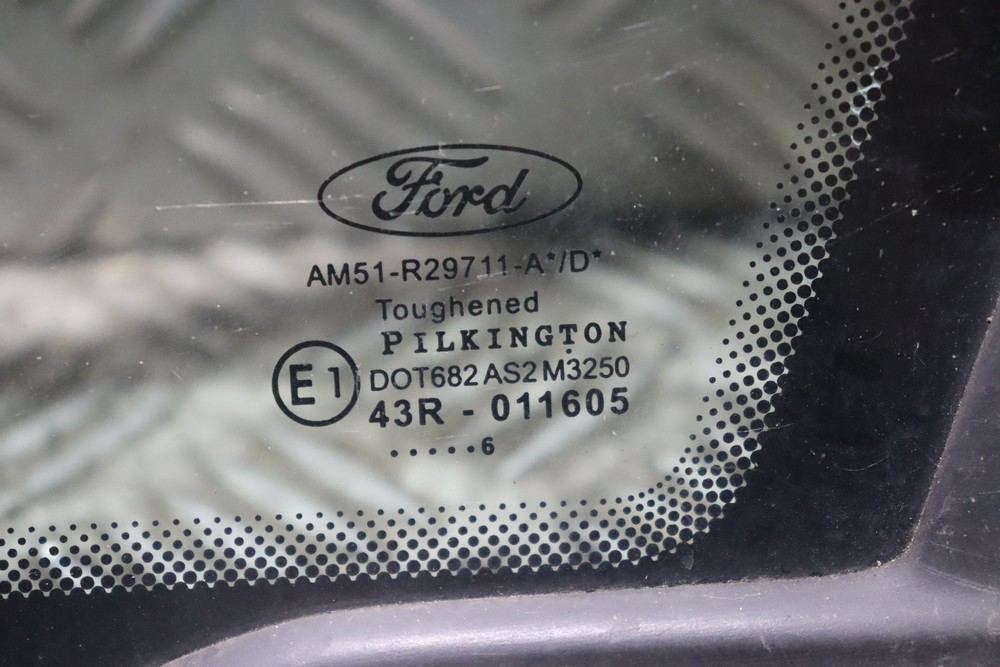 Ford
AM51-R29711-A*/D*
Toughened
PILKINGTON
E1
DOT682 AS2 M3250
43R - 011605
.....6